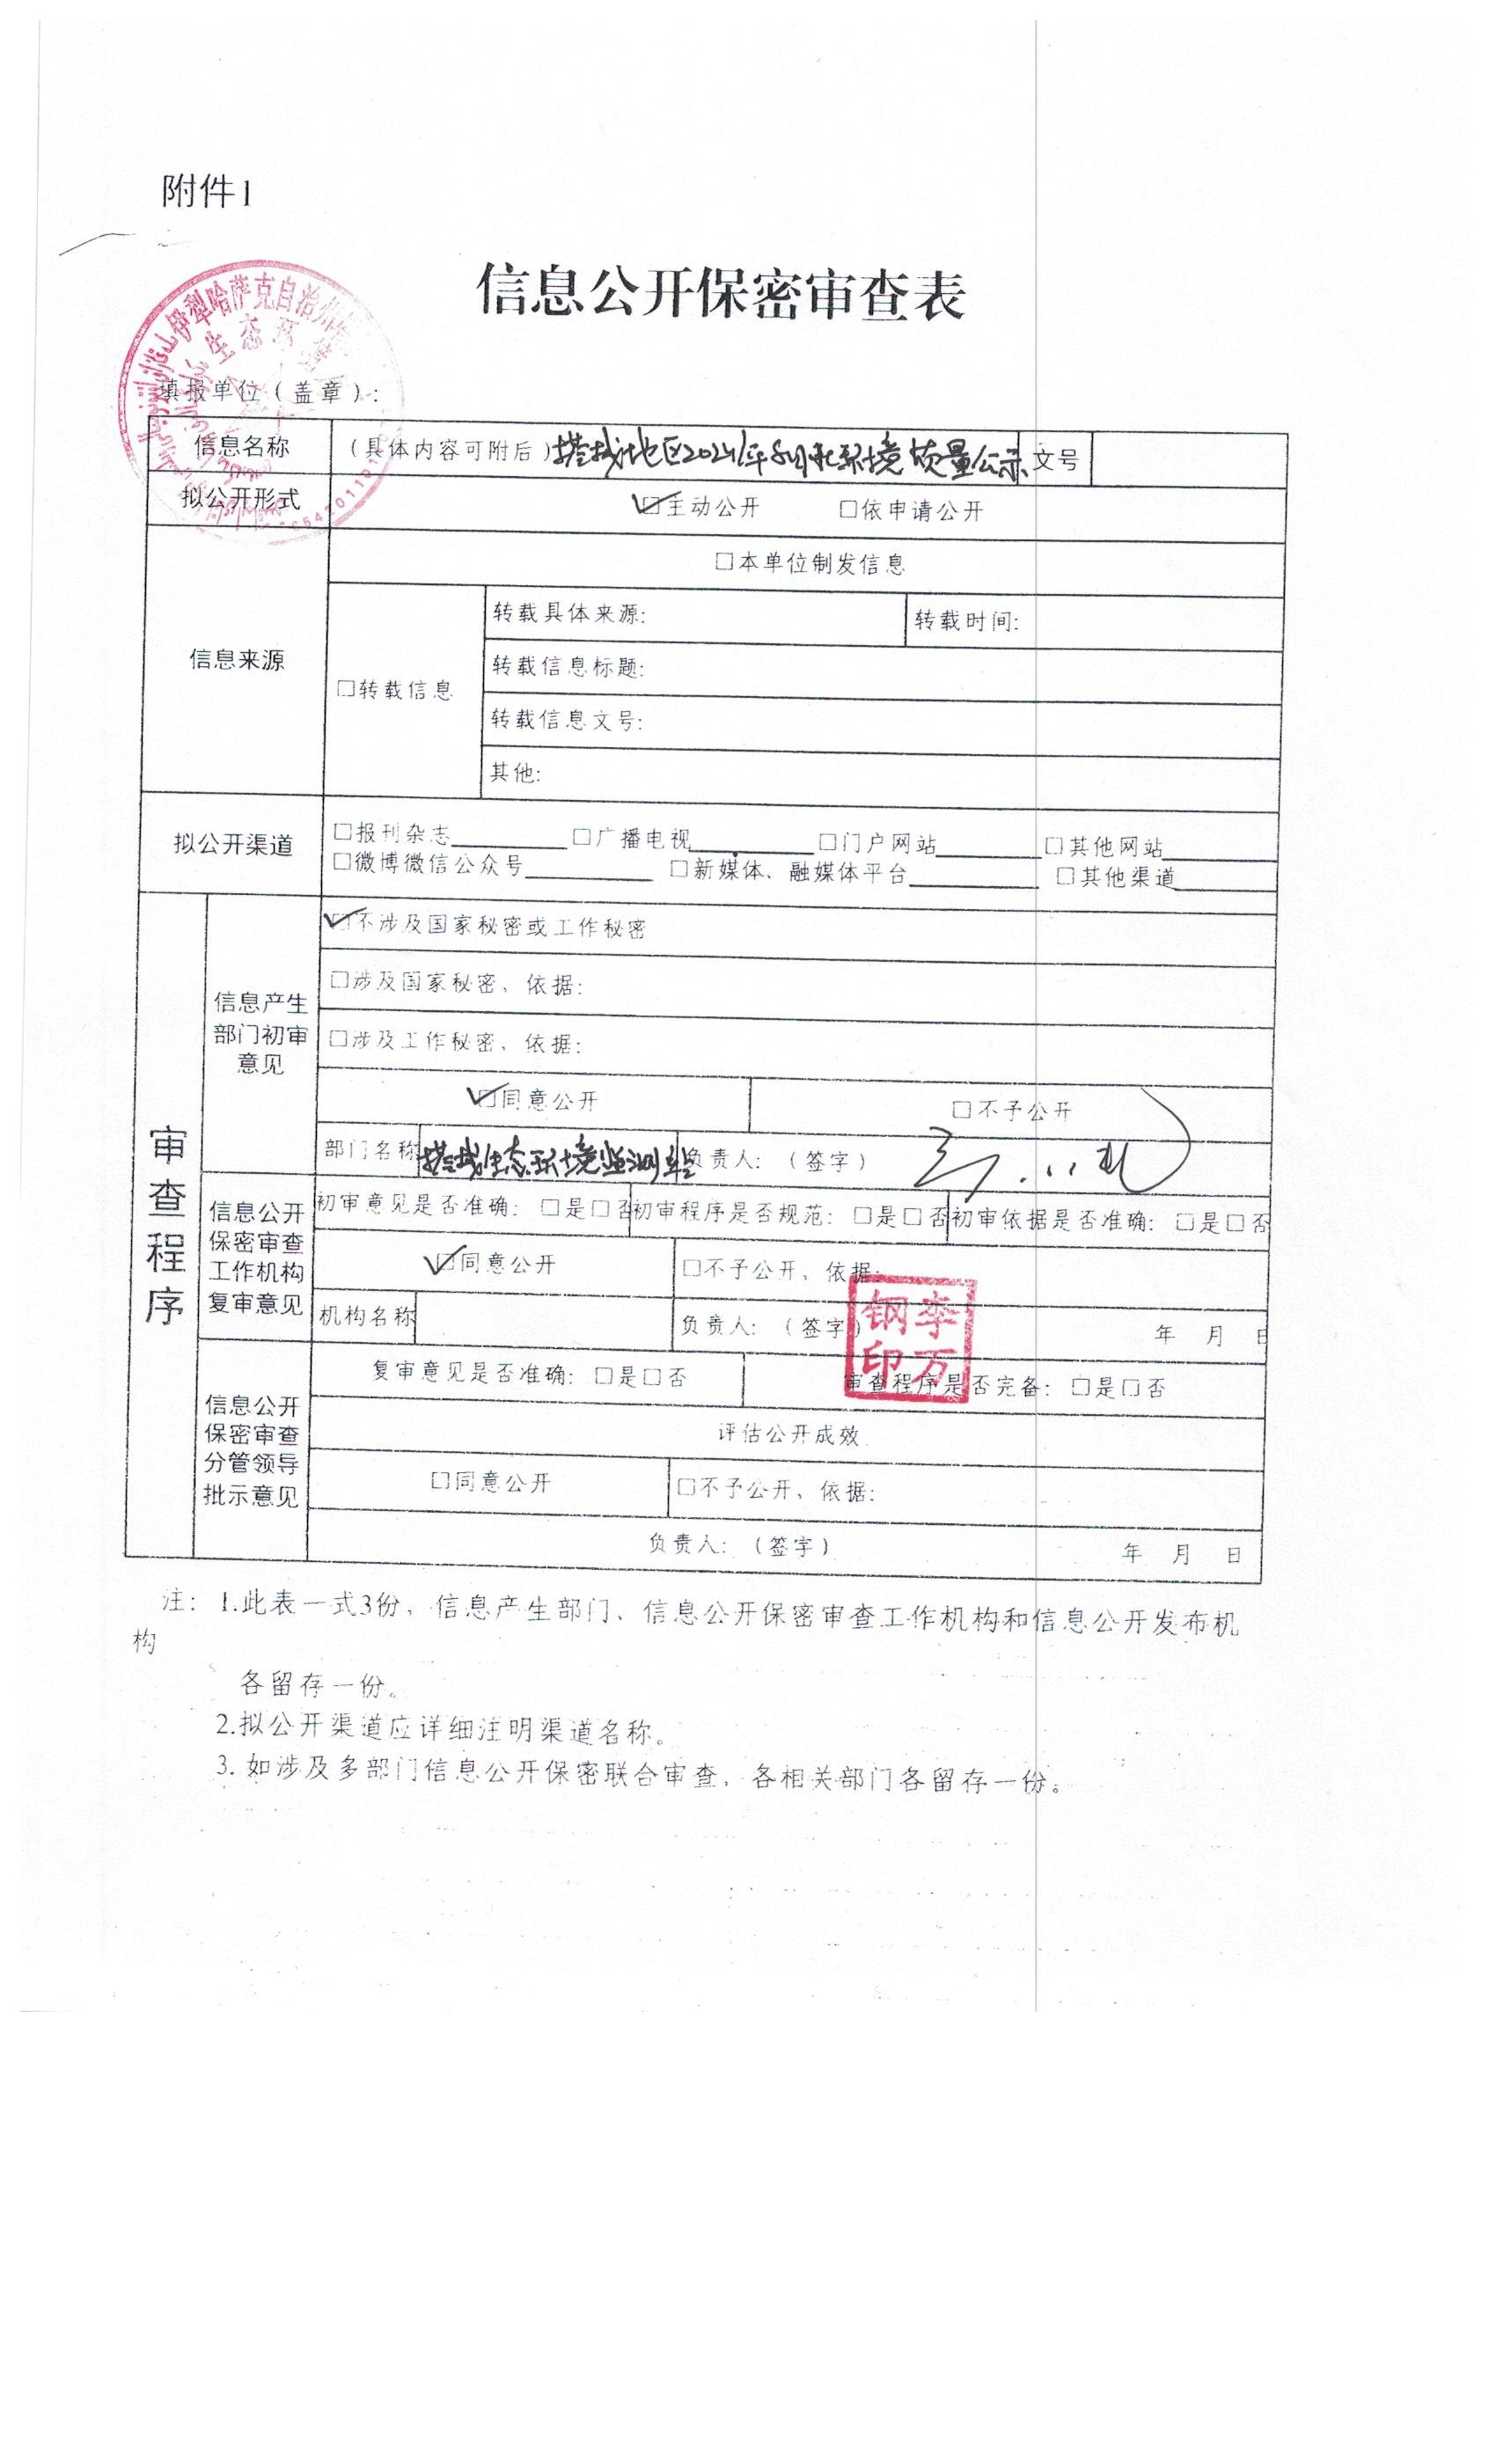 附件1
信息公开保密审查表
伊犁哈萨克自治州
生态环
填报单位（盖章）：
信息名称 （具体内容可附后）塔城地区2024年8月水环境质量公示 文号
拟公开形式 ☑主动公开 □依申请公开
□本单位制发信息
信息来源 □转载信息
转载具体来源: 转载时间:
转载信息标题:
转载信息文号:
其他:
拟公开渠道
□报刊杂志 □广播电视 □门户网站 □其他网站
□微博微信公众号 □新媒体、融媒体平台 □其他渠道
审查程序
信息产生
部门初审
意见
☑不涉及国家秘密或工作秘密
□涉及国家秘密、依据:
□涉及工作秘密、依据:
☑同意公开 □不予公开
部门名称 塔城生态环境监测站 负责人: （签字）
信息公开
保密审查
工作机构
复审意见
初审意见是否准确: □是□否 初审程序是否规范: □是□否 初审依据是否准确: □是□否
☑同意公开 □不予公开、依据:
机构名称 负责人: （签字） 年 月 日
李万钢印
信息公开
保密审查
分管领导
批示意见
复审意见是否准确: □是□否 审查程序是否完备: □是□否
评估公开成效
□同意公开 □不予公开、依据:
负责人: （签字） 年 月 日
注: 1.此表一式3份、信息产生部门、信息公开保密审查工作机构和信息公开发布机
构
各留存一份。
2.拟公开渠道应详细注明渠道名称。
3. 如涉及多部门信息公开保密联合审查, 各相关部门各留存一份。